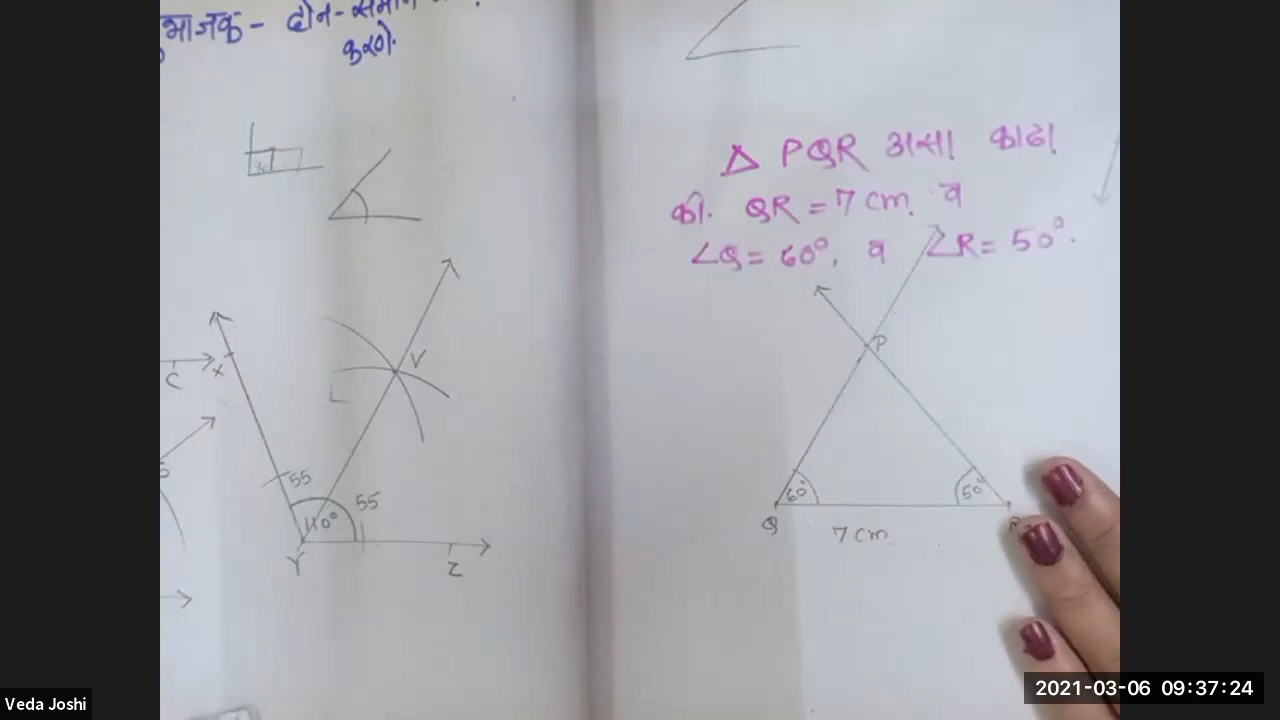 दोन-समान
करणे.
△ PQR असा काढा
की. QR = 7 cm. व
∠Q = 60°, व ∠R = 50°.
C
X
V
55
55
110°
Y
Z
P
60°
50°
Q
7 cm
Veda Joshi
2021-03-06 09:37:24